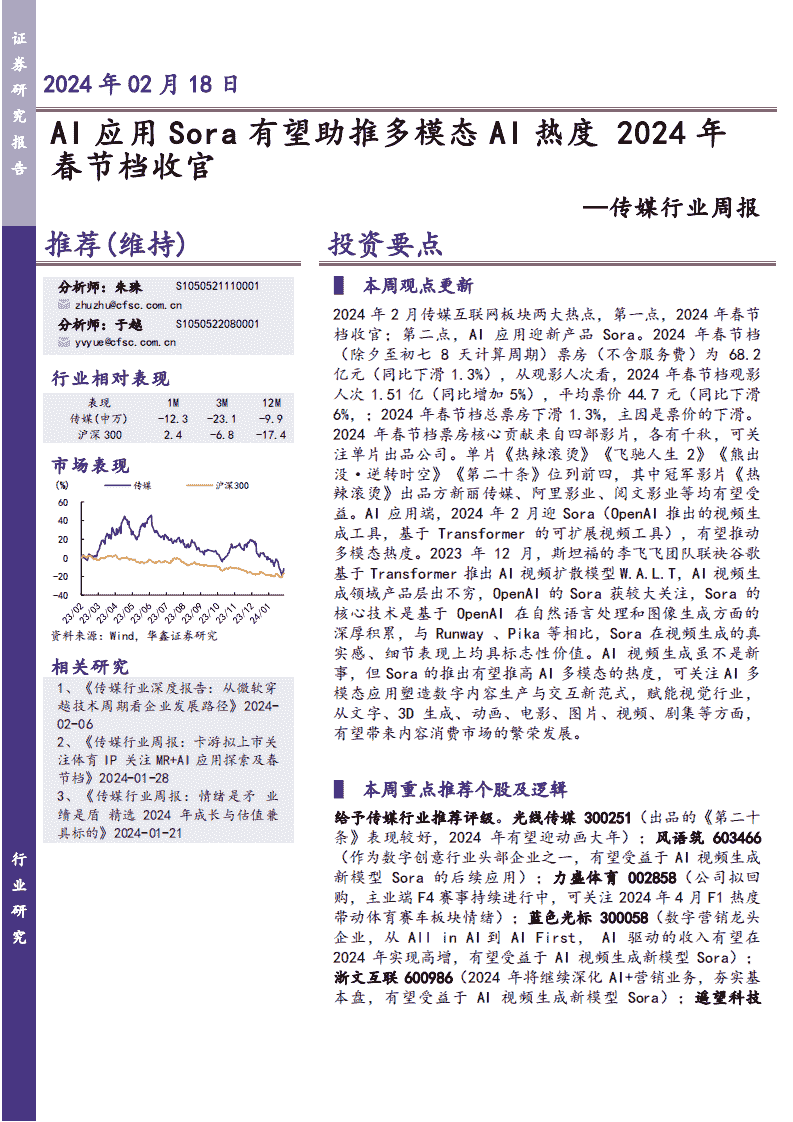 证券研究报告
2024 年 02 月 18 日
AI 应用 Sora 有望助推多模态 AI 热度 2024 年
春节档收官
—传媒行业周报
推荐(维持)
分析师：朱珠 S1050521110001
zhuzhu@cfsc.com.cn
分析师：于越 S1050522080001
yvyue@cfsc.com.cn
行业相对表现
表现 1M 3M 12M
传媒(申万) -12.3 -23.1 -9.9
沪深 300 2.4 -6.8 -17.4
市场表现
(%) 传媒 沪深300
60
40
20
0
-20
-40
23/02 23/03 23/04 23/05 23/06 23/07 23/08 23/09 23/10 23/11 23/12 24/01
资料来源：Wind，华鑫证券研究
相关研究
1、《传媒行业深度报告：从微软穿
越技术周期看企业发展路径》2024-
02-06
2、《传媒行业周报：卡游拟上市关
注体育 IP 关注 MR+AI 应用探索及春
节档》2024-01-28
3、《传媒行业周报：情绪是矛 业
绩是盾 精选 2024 年成长与估值兼
具标的》2024-01-21
行业研究
投资要点
本周观点更新
2024 年 2 月传媒互联网板块两大热点，第一点，2024 年春节
档收官；第二点，AI 应用迎新产品 Sora。2024 年春节档
（除夕至初七 8 天计算周期）票房（不含服务费）为 68.2
亿元（同比下滑 1.3%），从观影人次看，2024 年春节档观影
人次 1.51 亿（同比增加 5%），平均票价 44.7 元（同比下滑
6%，；2024 年春节档总票房下滑 1.3%，主因是票价的下滑。
2024 年春节档票房核心贡献来自四部影片，各有千秋，可关
注单片出品公司。单片《热辣滚烫》《飞驰人生 2》《熊出
没·逆转时空》《第二十条》位列前四，其中冠军影片《热
辣滚烫》出品方新丽传媒、阿里影业、阅文影业等均有望受
益。AI 应用端，2024 年 2 月迎 Sora（OpenAI 推出的视频生
成工具，基于 Transformer 的可扩展视频工具），有望推动
多模态热度。2023 年 12 月，斯坦福的李飞飞团队联袂谷歌
基于 Transformer 推出 AI 视频扩散模型 W.A.L.T，AI 视频生
成领域产品层出不穷，OpenAI 的 Sora 获较大关注，Sora 的
核心技术是基于 OpenAI 在自然语言处理和图像生成方面的
深厚积累，与 Runway 、Pika 等相比，Sora 在视频生成的真
实感、细节表现上均具标志性价值。AI 视频生成虽不是新
事，但 Sora 的推出有望推高 AI 多模态的热度，可关注 AI 多
模态应用塑造数字内容生产与交互新范式，赋能视觉行业，
从文字、3D 生成、动画、电影、图片、视频、剧集等方面，
有望带来内容消费市场的繁荣发展。
本周重点推荐个股及逻辑
给予传媒行业推荐评级。光线传媒 300251（出品的《第二十
条》表现较好，2024 年有望迎动画大年）；风语筑 603466
（作为数字创意行业头部企业之一，有望受益于 AI 视频生成
新模型 Sora 的后续应用）；力盛体育 002858（公司拟回
购，主业端 F4 赛事持续进行中，可关注 2024 年 4 月 F1 热度
带动体育赛车板块情绪）；蓝色光标 300058（数字营销龙头
企业，从 All in AI 到 AI First， AI 驱动的收入有望在
2024 年实现高增，有望受益于 AI 视频生成新模型 Sora）；
浙文互联 600986（2024 年将继续深化 AI+营销业务，夯实基
本盘，有望受益于 AI 视频生成新模型 Sora）；遥望科技